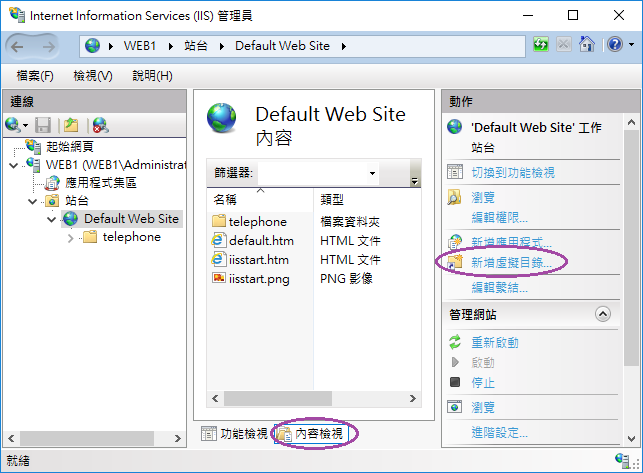 Internet Information Services (IIS) 管理員
WEB1 站台 Default Web Site
檔案(F) 檢視(V) 說明(H)
連線
起始網頁
WEB1 (WEB1\Administrat
應用程式集區
站台
Default Web Site
telephone
Default Web Site
內容
篩選器:
名稱 類型
telephone 檔案資料夾
default.htm HTML 文件
iisstart.htm HTML 文件
iisstart.png PNG 影像
功能檢視 內容檢視
動作
'Default Web Site' 工作
站台
切換到功能檢視
瀏覽
編輯權限...
新增應用程式...
新增虛擬目錄...
編輯繫結...
管理網站
重新啟動
啟動
停止
瀏覽
進階設定...
就緒